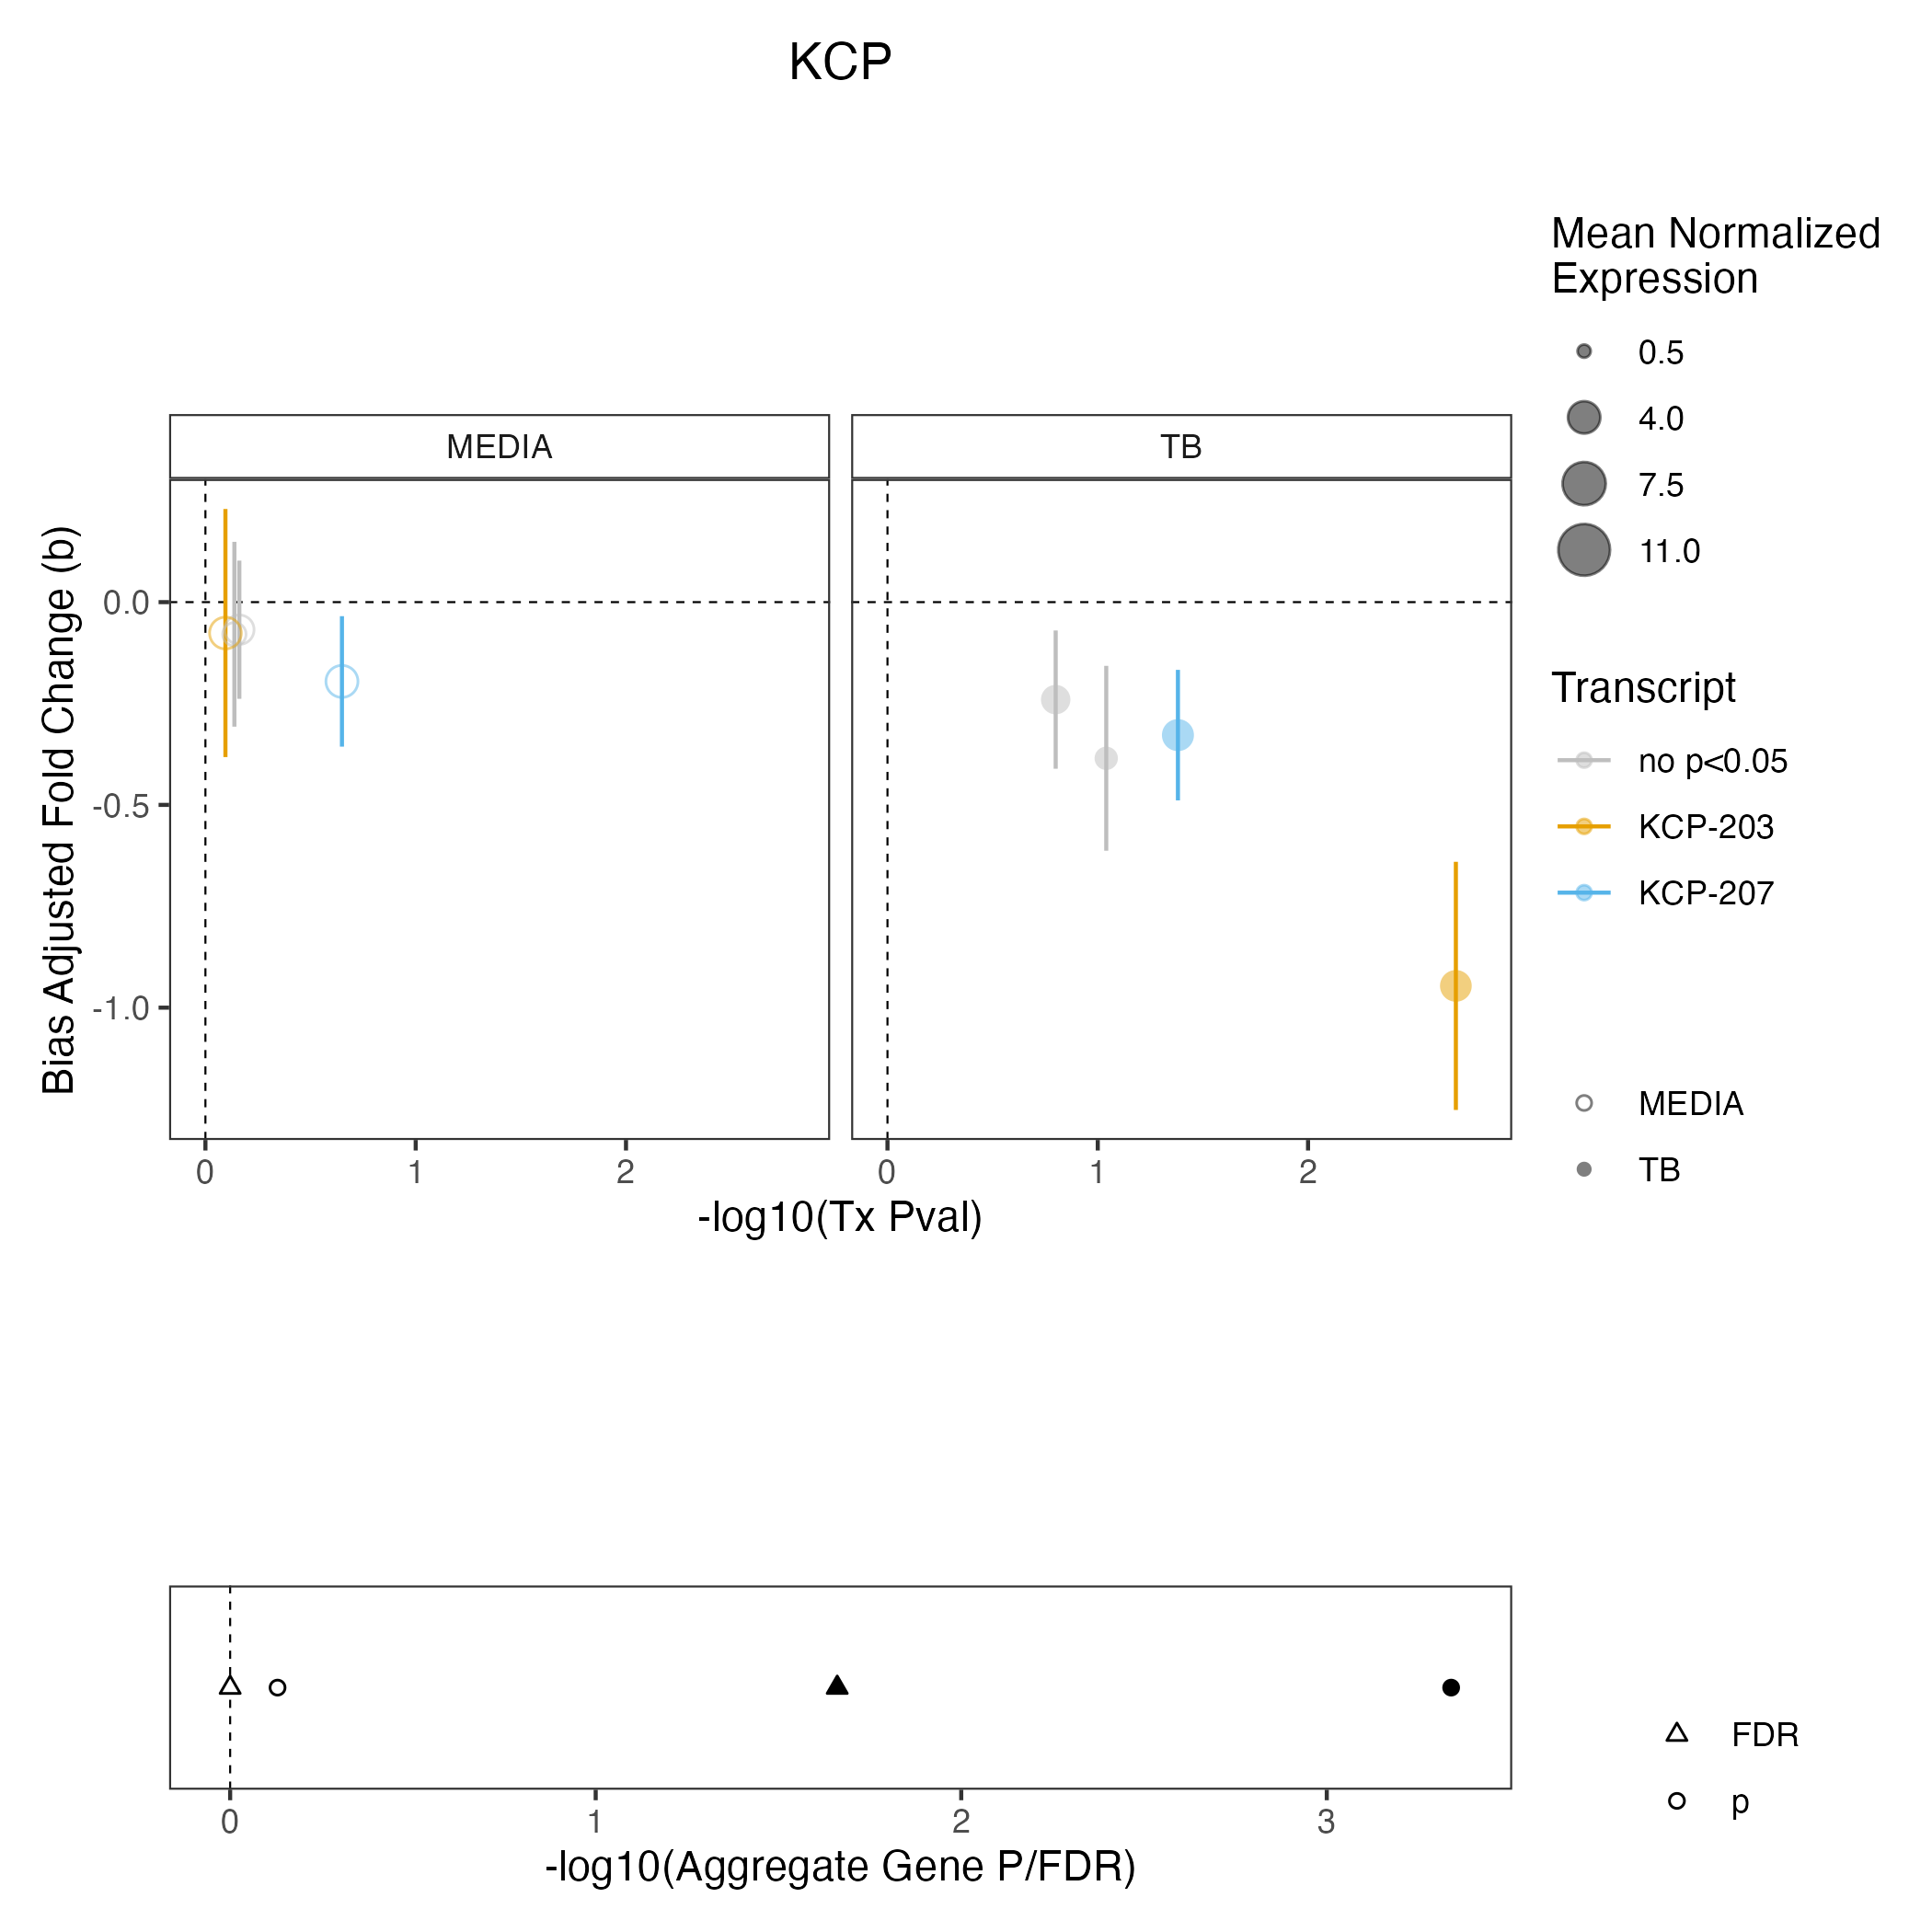 KCP
Mean Normalized
Expression
0.5
4.0
7.5
11.0
MEDIA
TB
Bias Adjusted Fold Change (b)
0.0
-0.5
-1.0
0
1
2
0
1
2
-log10(Tx Pval)
Transcript
no p<0.05
KCP-203
KCP-207
MEDIA
TB
0
1
2
3
-log10(Aggregate Gene P/FDR)
FDR
p